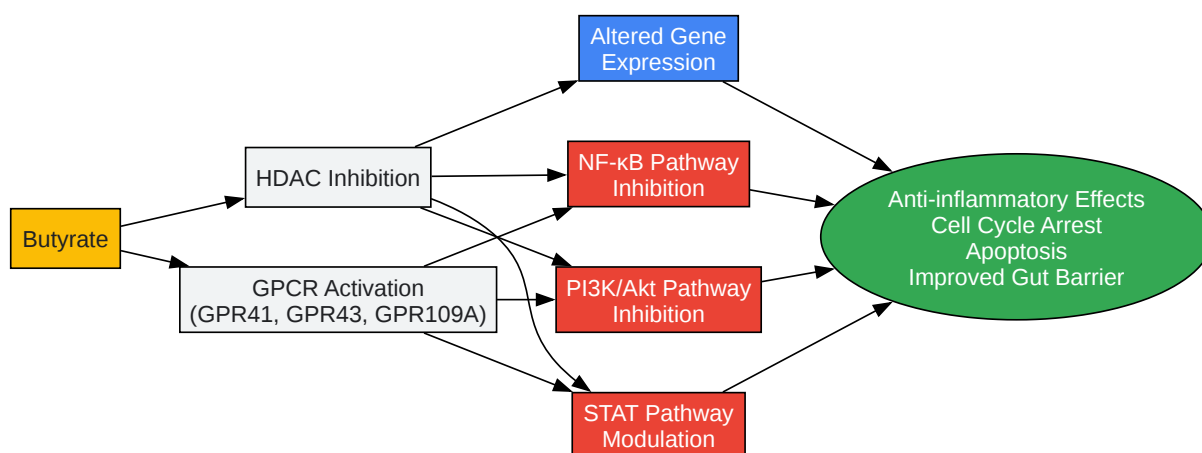 Altered Gene
Expression
NF-κB Pathway
Inhibition
HDAC Inhibition
Anti-inflammatory Effects
Cell Cycle Arrest
Apoptosis
Improved Gut Barrier
Butyrate
GPCR Activation
(GPR41, GPR43, GPR109A)
PI3K/Akt Pathway
Inhibition
STAT Pathway
Modulation